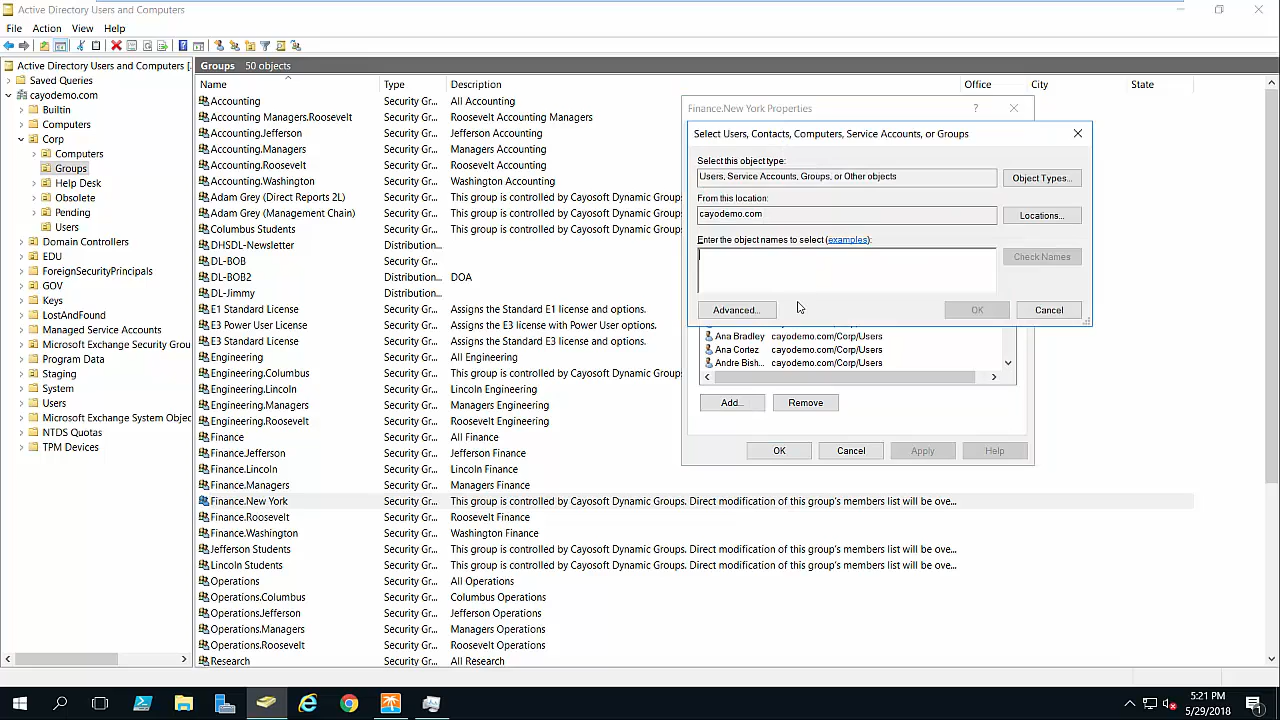 Active Directory Users and Computers
File Action View Help
Active Directory Users and Computers [
Saved Queries
cayodemo.com
Builtin
Computers
Corp
Computers
Groups
Help Desk
Obsolete
Pending
Users
Domain Controllers
EDU
ForeignSecurityPrincipals
GOV
Keys
LostAndFound
Managed Service Accounts
Microsoft Exchange Security Grou
Program Data
Staging
System
Users
Microsoft Exchange System Objec
NTDS Quotas
TPM Devices
Groups 50 objects
Name Type Description Office City State
Accounting Security Gr... All Accounting
Accounting Managers.Roosevelt Security Gr... Roosevelt Accounting Managers
Accounting.Jefferson Security Gr... Jefferson Accounting
Accounting.Managers Security Gr... Managers Accounting
Accounting.Roosevelt Security Gr... Roosevelt Accounting
Accounting.Washington Security Gr... Washington Accounting
Adam Grey (Direct Reports 2L) Security Gr... This group is controlled by Cayosoft Dynamic Groups
Adam Grey (Management Chain) Security Gr... This group is controlled by Cayosoft Dynamic Groups
Columbus Students Security Gr... This group is controlled by Cayosoft Dynamic Groups
DHSDL-Newsletter Distribution...
DL-BOB Distribution...
DL-BOB2 Distribution... DOA
DL-Jimmy Distribution...
E1 Standard License Security Gr... Assigns the Standard E1 license and options.
E3 Power User License Security Gr... Assigns the E3 license with Power User options.
E3 Standard License Security Gr... Assigns the Standard E3 license and options.
Engineering Security Gr... All Engineering
Engineering.Columbus Security Gr... This group is controlled by Cayosoft Dynamic Groups
Engineering.Lincoln Security Gr... Lincoln Engineering
Engineering.Managers Security Gr... Managers Engineering
Engineering.Roosevelt Security Gr... Roosevelt Engineering
Finance Security Gr... All Finance
Finance.Jefferson Security Gr... Jefferson Finance
Finance.Lincoln Security Gr... Lincoln Finance
Finance.Managers Security Gr... Managers Finance
Finance.New York Security Gr... This group is controlled by Cayosoft Dynamic Groups. Direct modification of this group's members list will be ove...
Finance.Roosevelt Security Gr... Roosevelt Finance
Finance.Washington Security Gr... Washington Finance
Jefferson Students Security Gr... This group is controlled by Cayosoft Dynamic Groups. Direct modification of this group's members list will be ove...
Lincoln Students Security Gr... This group is controlled by Cayosoft Dynamic Groups. Direct modification of this group's members list will be ove...
Operations Security Gr... All Operations
Operations.Columbus Security Gr... Columbus Operations
Operations.Jefferson Security Gr... Jefferson Operations
Operations.Managers Security Gr... Managers Operations
Operations.Roosevelt Security Gr... Roosevelt Operations
Research Security Gr... All Research
Finance.New York Properties
Select Users, Contacts, Computers, Service Accounts, or Groups
Select this object type:
Users, Service Accounts, Groups, or Other objects
Object Types...
From this location:
cayodemo.com
Locations...
Enter the object names to select (examples):
Check Names
Advanced... OK Cancel
Ana Bradley cayodemo.com/Corp/Users
Ana Cortez cayodemo.com/Corp/Users
Andre Bish... cayodemo.com/Corp/Users
Add... Remove
OK Cancel Apply Help
5:21 PM
5/29/2018